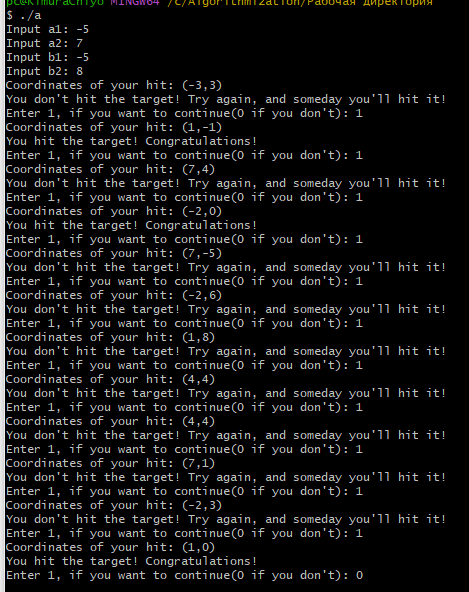 pc@KimuraChiyo MINGW64 /c/Algorithmization/Рабочая директория
$ ./a
Input a1: -5
Input a2: 7
Input b1: -5
Input b2: 8
Coordinates of your hit: (-3,3)
You don't hit the target! Try again, and someday you'll hit it!
Enter 1, if you want to continue(0 if you don't): 1
Coordinates of your hit: (1,-1)
You hit the target! Congratulations!
Enter 1, if you want to continue(0 if you don't): 1
Coordinates of your hit: (7,4)
You don't hit the target! Try again, and someday you'll hit it!
Enter 1, if you want to continue(0 if you don't): 1
Coordinates of your hit: (-2,0)
You hit the target! Congratulations!
Enter 1, if you want to continue(0 if you don't): 1
Coordinates of your hit: (7,-5)
You don't hit the target! Try again, and someday you'll hit it!
Enter 1, if you want to continue(0 if you don't): 1
Coordinates of your hit: (-2,6)
You don't hit the target! Try again, and someday you'll hit it!
Enter 1, if you want to continue(0 if you don't): 1
Coordinates of your hit: (1,8)
You don't hit the target! Try again, and someday you'll hit it!
Enter 1, if you want to continue(0 if you don't): 1
Coordinates of your hit: (4,4)
You don't hit the target! Try again, and someday you'll hit it!
Enter 1, if you want to continue(0 if you don't): 1
Coordinates of your hit: (4,4)
You don't hit the target! Try again, and someday you'll hit it!
Enter 1, if you want to continue(0 if you don't): 1
Coordinates of your hit: (7,1)
You don't hit the target! Try again, and someday you'll hit it!
Enter 1, if you want to continue(0 if you don't): 1
Coordinates of your hit: (-2,3)
You don't hit the target! Try again, and someday you'll hit it!
Enter 1, if you want to continue(0 if you don't): 1
Coordinates of your hit: (1,0)
You hit the target! Congratulations!
Enter 1, if you want to continue(0 if you don't): 0